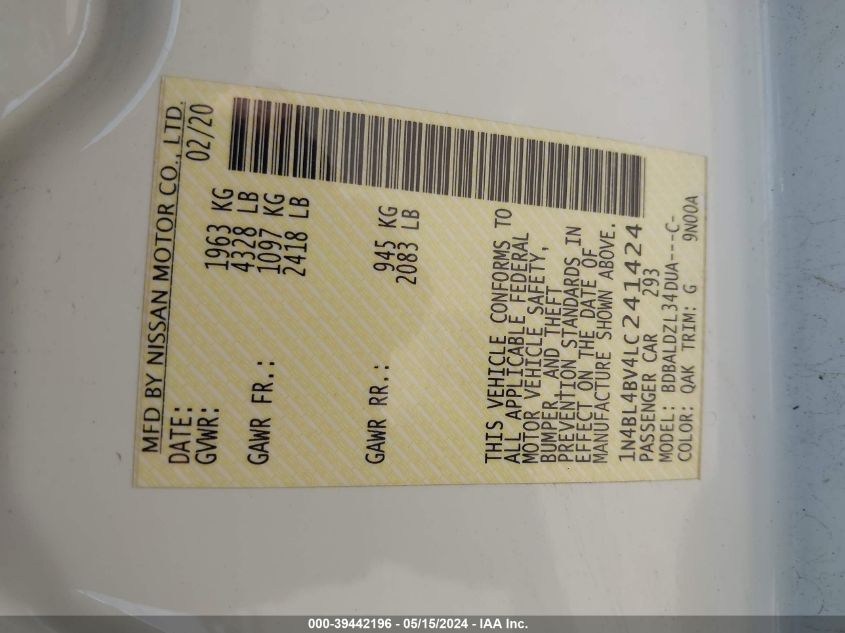 MFD BY NISSAN MOTOR CO., LTD.
DATE: 02/20
GVWR: 1963 KG
4328 LB
GAWR FR.: 1097 KG
2418 LB
GAWR RR.: 945 KG
2083 LB
THIS VEHICLE CONFORMS TO
ALL APPLICABLE FEDERAL
MOTOR VEHICLE SAFETY,
BUMPER, AND THEFT
PREVENTION STANDARDS IN
EFFECT ON THE DATE OF
MANUFACTURE SHOWN ABOVE.
1N4BL4BV4LC241424
PASSENGER CAR 293
MODEL: BDBALDZL34DUA---C-
COLOR: QAK TRIM: G 9N00A
000-39442196 - 05/15/2024 - IAA Inc.